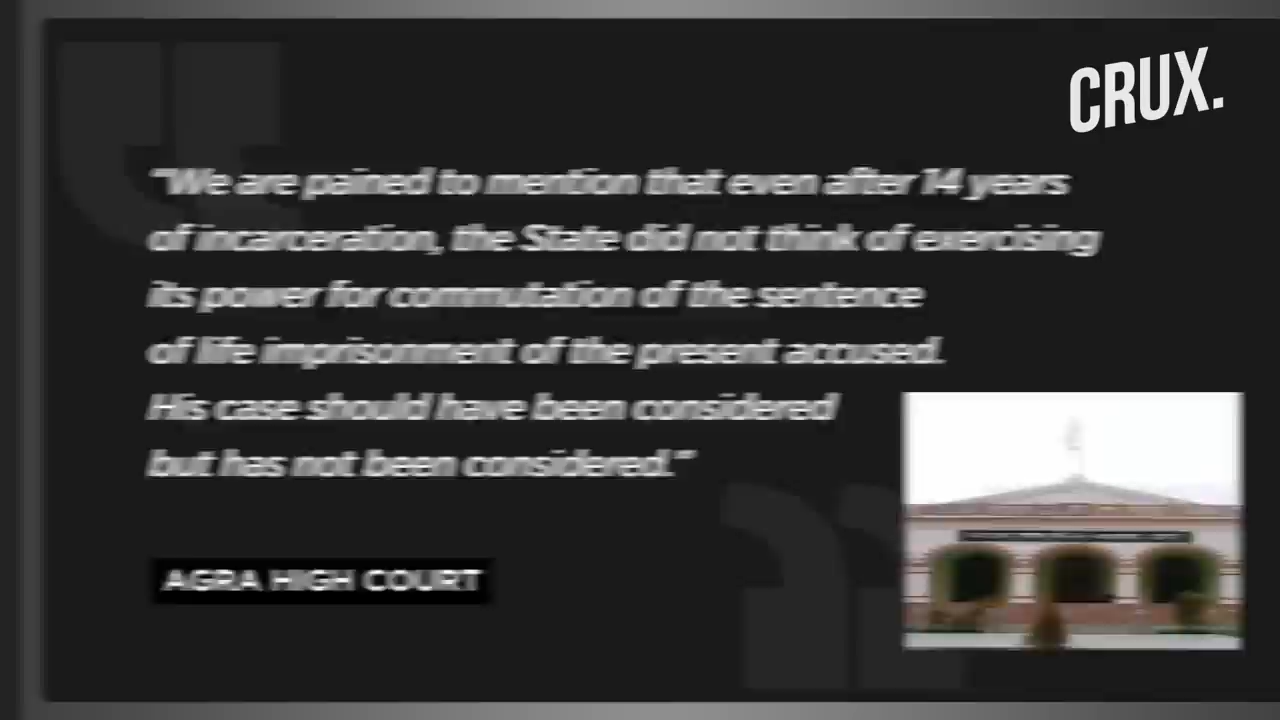 CRUX.
"We are pained to mention that even after 14 years
of incarceration, the State did not think of exercising
its power for commutation of the sentence
of life imprisonment of the present accused.
His case should have been considered
but has not been considered."
AGRA HIGH COURT